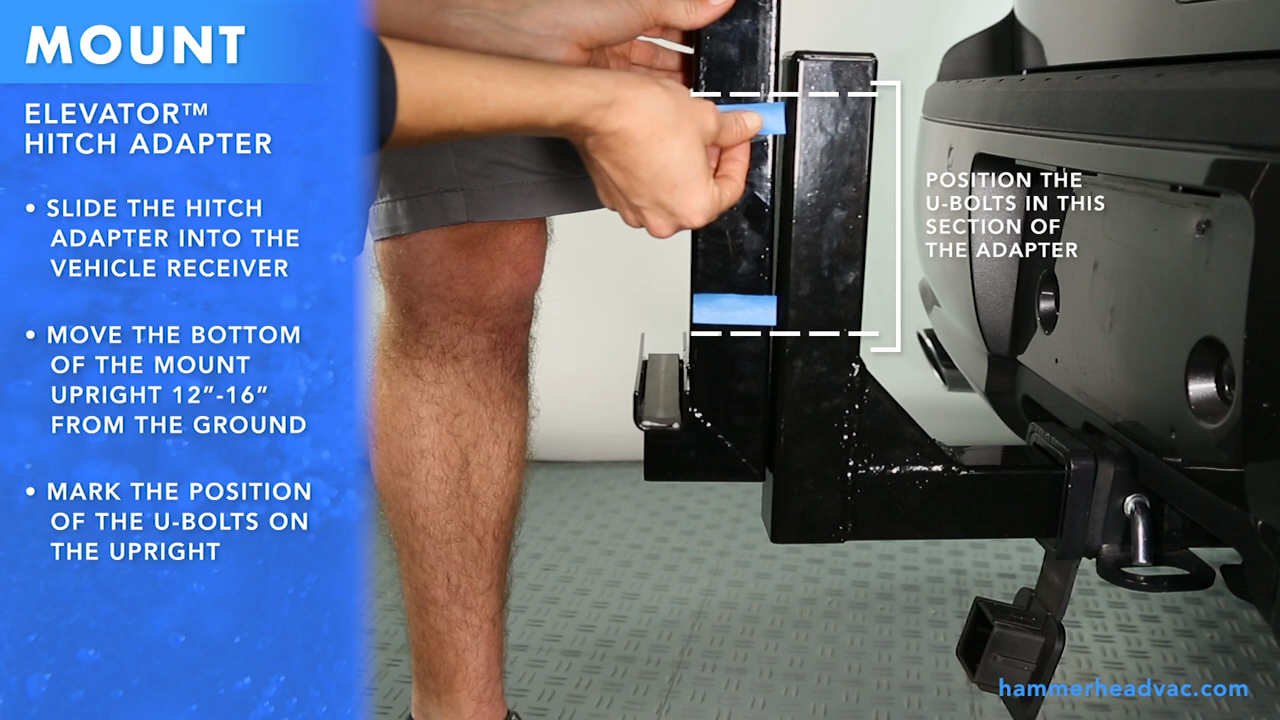 MOUNT
ELEVATOR™
HITCH ADAPTER
• SLIDE THE HITCH
ADAPTER INTO THE
VEHICLE RECEIVER
• MOVE THE BOTTOM
OF THE MOUNT
UPRIGHT 12”-16”
FROM THE GROUND
• MARK THE POSITION
OF THE U-BOLTS ON
THE UPRIGHT
POSITION THE
U-BOLTS IN THIS
SECTION OF
THE ADAPTER
hammerheadvac.com